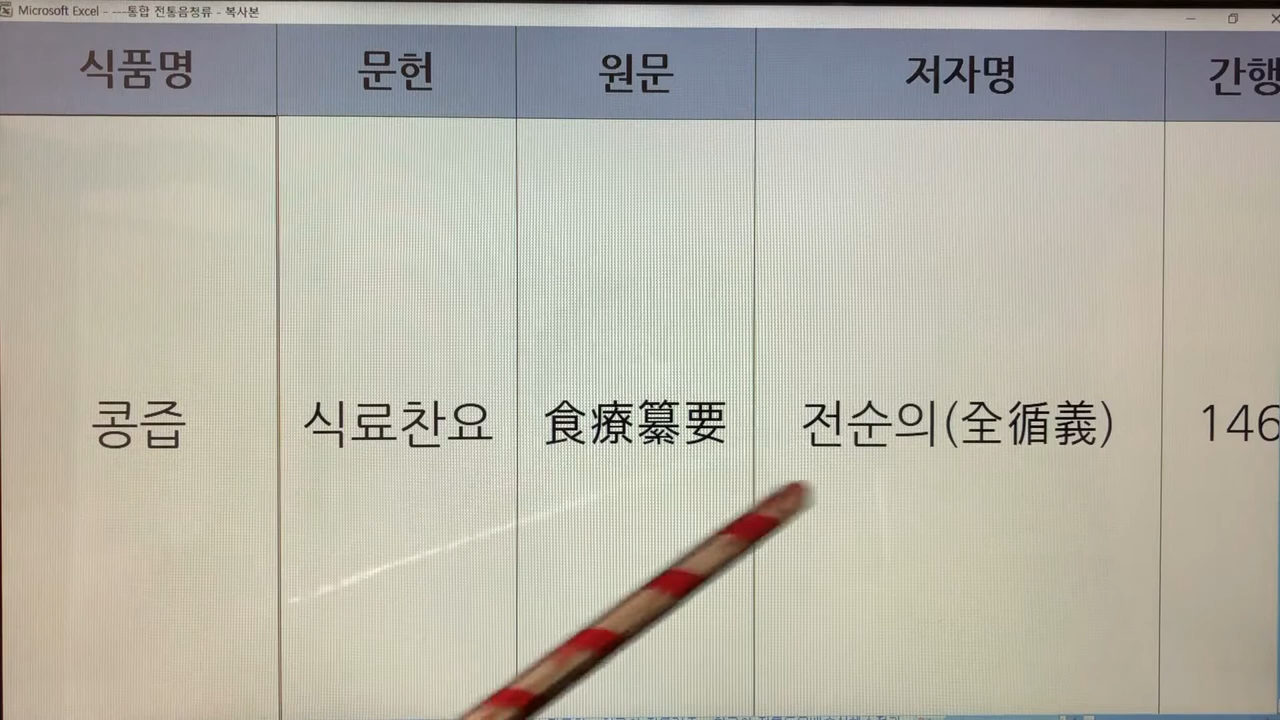 Microsoft Excel - ---통합 전통음청류 - 복사본
식품명 문헌 원문 저자명 간행
콩즙 식료찬요 食療纂要 전순의(全循義) 146